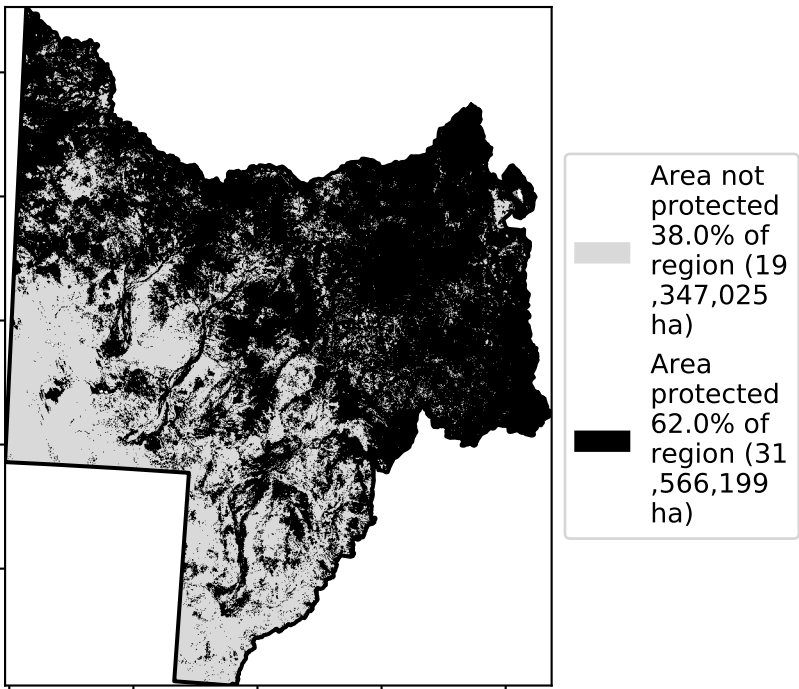 Area not
protected
38.0% of
region (19
,347,025
ha)
Area
protected
62.0% of
region (31
,566,199
ha)